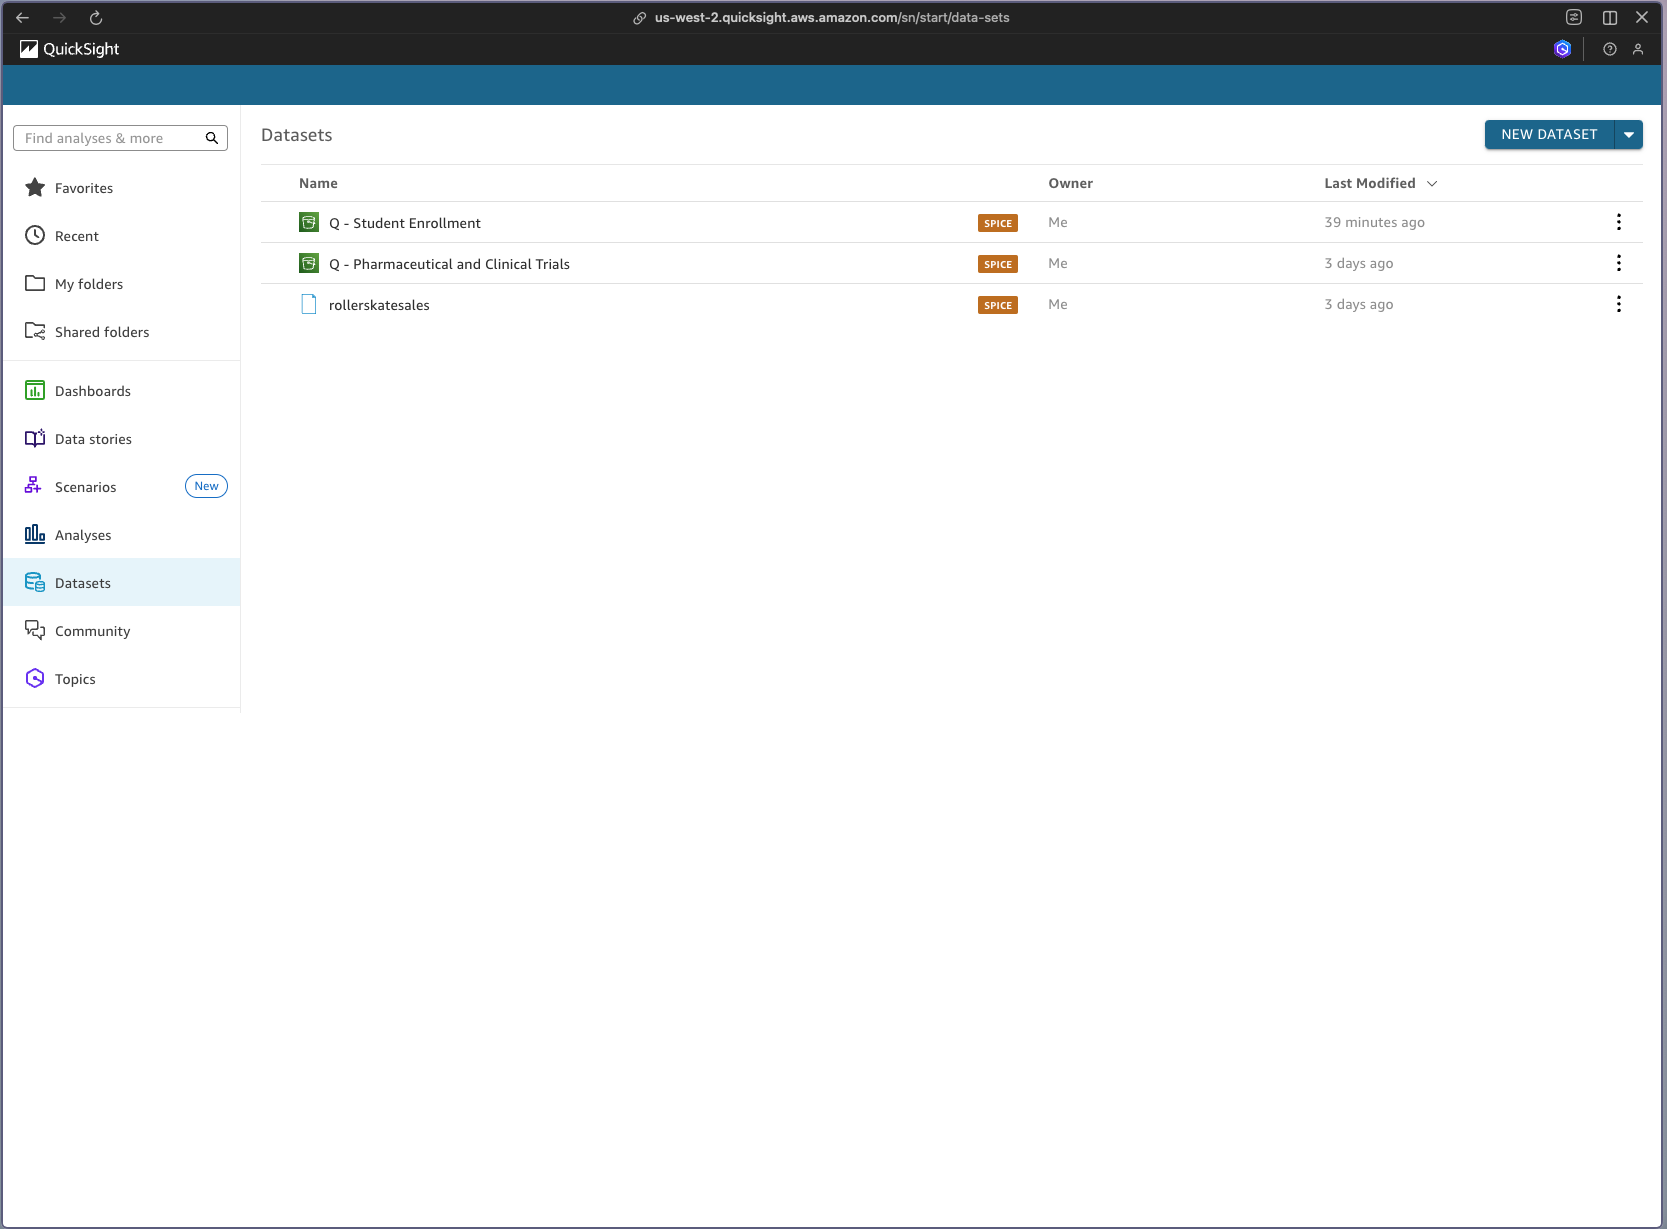 us-west-2.quicksight.aws.amazon.com/sn/start/data-sets
QuickSight
Find analyses & more
Favorites
Recent
My folders
Shared folders
Dashboards
Data stories
Scenarios New
Analyses
Datasets
Community
Topics
Datasets
NEW DATASET
Name Owner Last Modified
Q - Student Enrollment SPICE Me 39 minutes ago
Q - Pharmaceutical and Clinical Trials SPICE Me 3 days ago
rollerskatesales SPICE Me 3 days ago